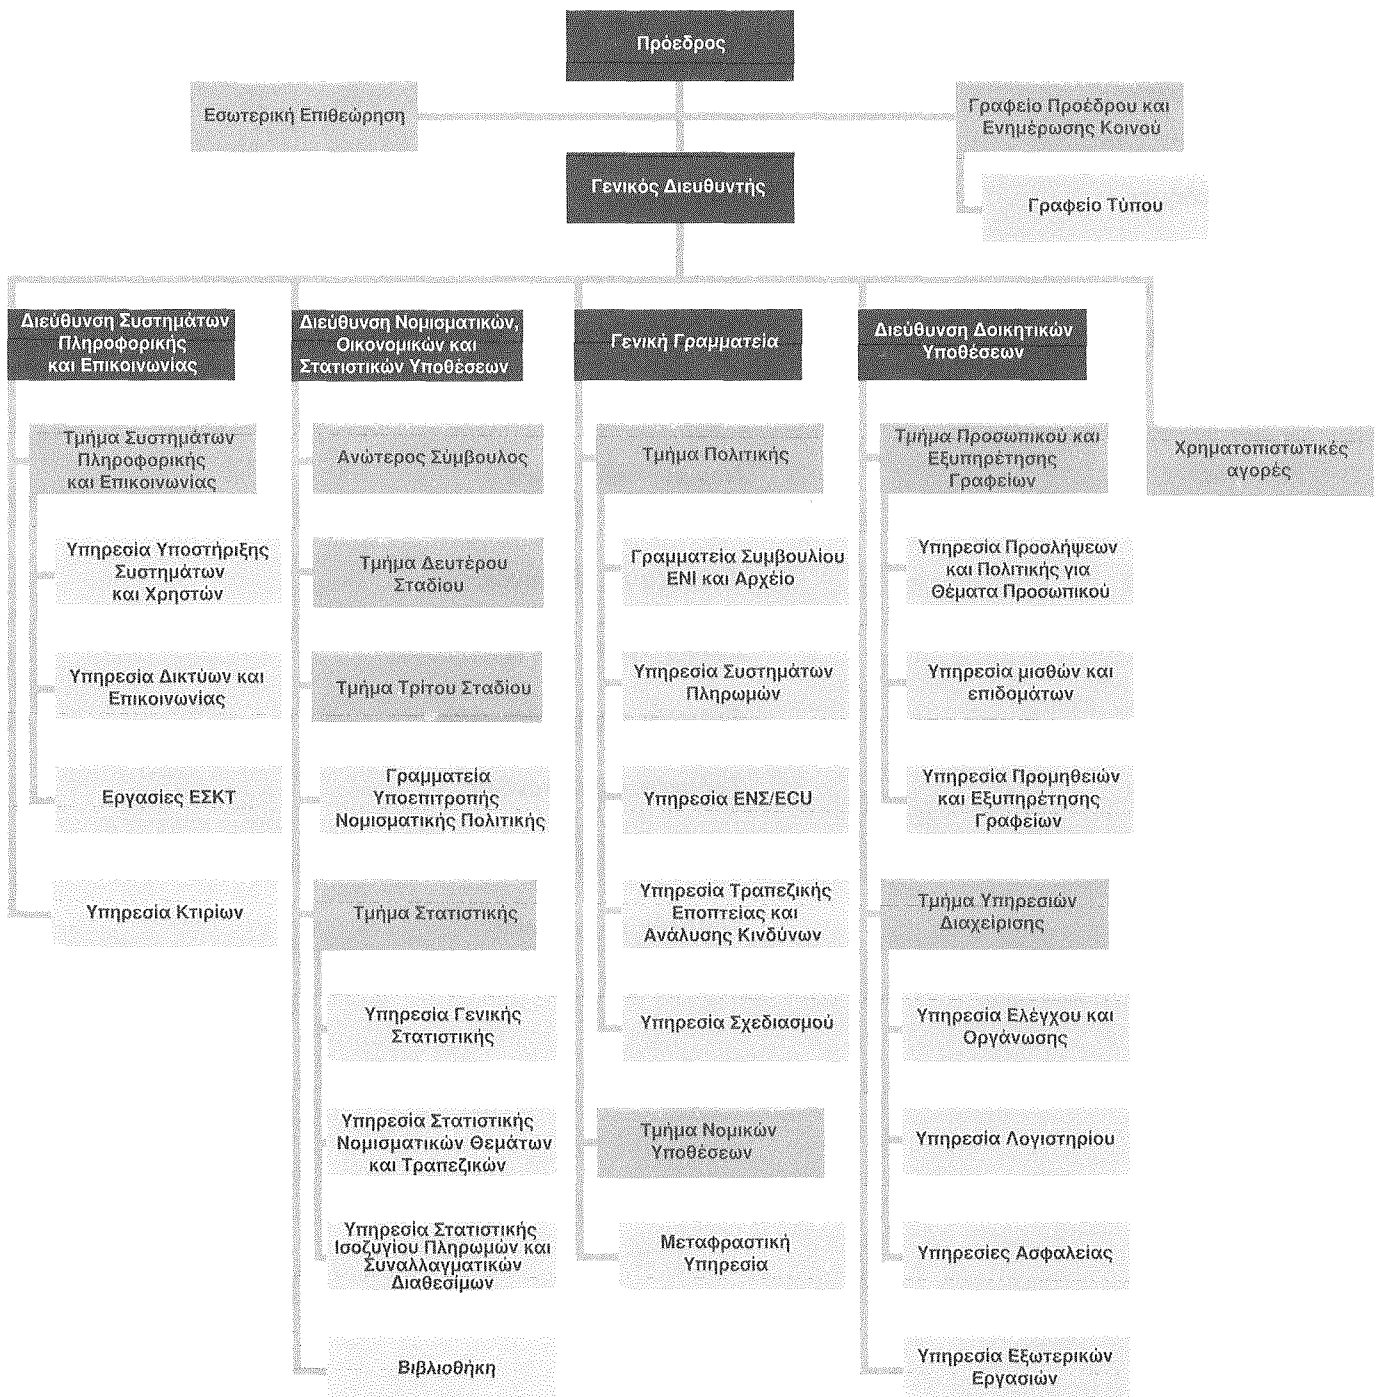 Πρόεδρος
Εσωτερική Επιθεώρηση
Γραφείο Προέδρου και
Ενημέρωσης Κοινού
Γενικός Διευθυντής
Γραφείο Τύπου
Διεύθυνση Συστημάτων
Πληροφορικής
και Επικοινωνίας
Τμήμα Συστημάτων
Πληροφορικής
και Επικοινωνίας
Υπηρεσία Υποστήριξης
Συστημάτων
και Χρηστών
Υπηρεσία Δικτύων και
Επικοινωνίας
Εργασίες ΕΣΚΤ
Υπηρεσία Κτιρίων
Διεύθυνση Νομισματικών,
Οικονομικών και
Στατιστικών Υποθέσεων
Ανώτερος Σύμβουλος
Τμήμα Δευτέρου
Σταδίου
Τμήμα Τρίτου Σταδίου
Γραμματεία
Υποεπιτροπής
Νομισματικής Πολιτικής
Τμήμα Στατιστικής
Υπηρεσία Γενικής
Στατιστικής
Υπηρεσία Στατιστικής
Νομισματικών Θεμάτων
και Τραπεζικών
Υπηρεσία Στατιστικής
Ισοζυγίου Πληρωμών και
Συναλλαγματικών
Διαθεσίμων
Βιβλιοθήκη
Γενική Γραμματεία
Τμήμα Πολιτικής
Γραμματεία Συμβουλίου
ΕΝΙ και Αρχέίο
Υπηρεσία Συστημάτων
Πληρωμών
Υπηρεσία ΕΝΣ/ECU
Υπηρεσία Τραπεζικής
Εποπτείας και
Ανάλυσης Κινδύνων
Υπηρεσία Σχεδιασμού
Τμήμα Νομικών
Υποθέσεων
Μεταφραστική
Υπηρεσία
Διεύθυνση Δοικητικών
Υποθέσεων
Τμήμα Προσωπικού και
Εξυπηρέτησης
Γραφείων
Υπηρεσία Προσλήψεων
και Πολιτικής για
Θέματα Προσωπικού
Υπηρεσία μισθών και
επιδομάτων
Υπηρεσία Προμηθειών
και Εξυπηρέτησης
Γραφείων
Τμήμα Υπηρεσιών
Διαχείρισης
Υπηρεσία Ελέγχου και
Οργάνωσης
Υπηρεσία Λογιστηρίου
Υπηρεσίες Ασφαλείας
Υπηρεσία Εξωτερικών
Εργασιών
Χρηματοπιστωτικές
αγορές